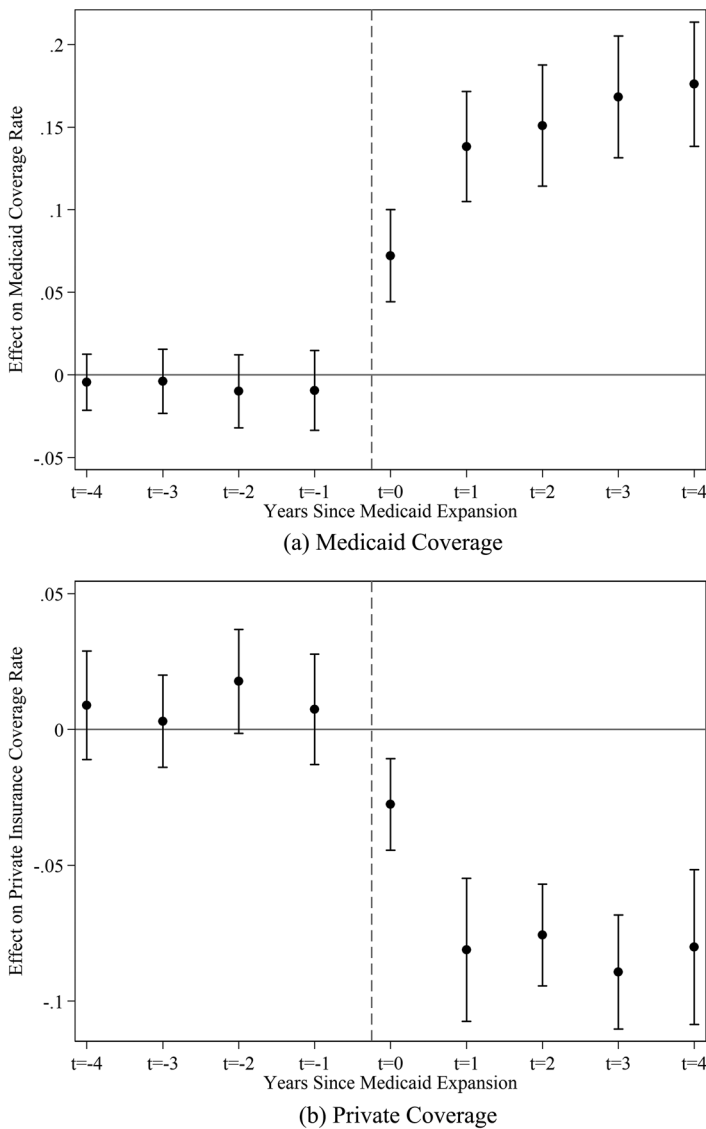 Effect on Medicaid Coverage Rate
.2
.15
.1
.05
0
-.05
t=-4 t=-3 t=-2 t=-1 t=0 t=1 t=2 t=3 t=4
Years Since Medicaid Expansion
(a) Medicaid Coverage
Effect on Private Insurance Coverage Rate
.05
0
-.05
-.1
t=-4 t=-3 t=-2 t=-1 t=0 t=1 t=2 t=3 t=4
Years Since Medicaid Expansion
(b) Private Coverage